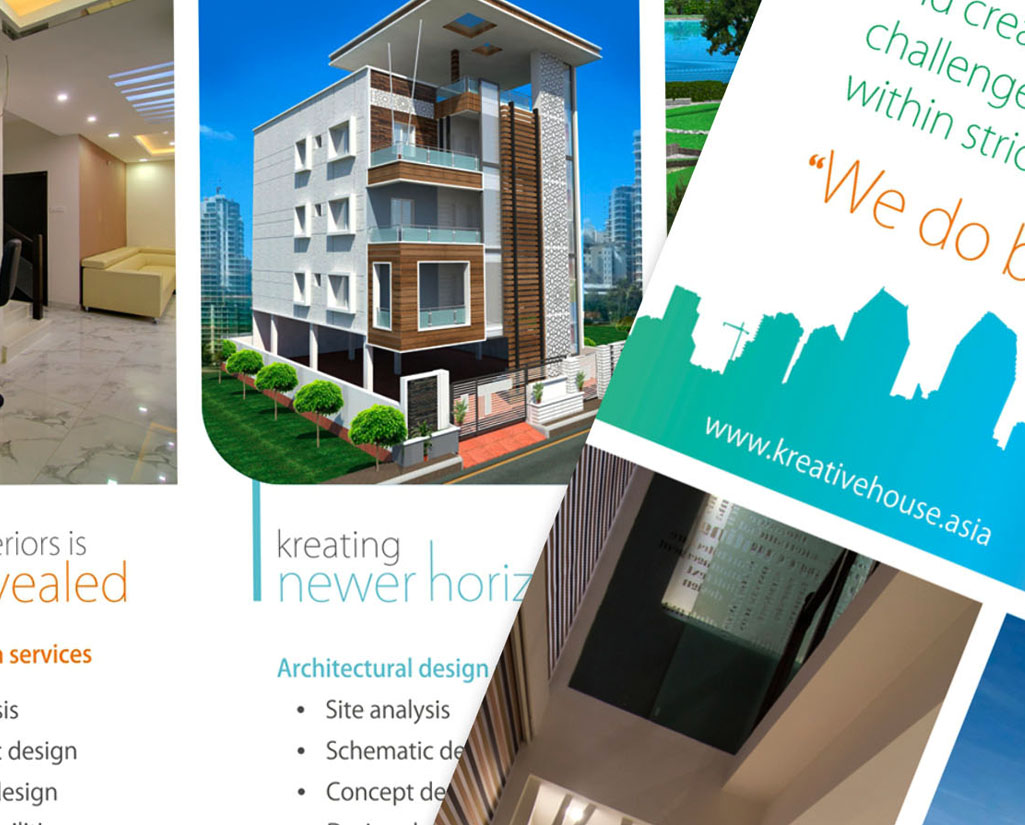 eriors is
vealed
services
sis
design
design
kreating
newer horiz
Architectural design
• Site analysis
• Schematic de
• Concept de
d crea
challenge
within stric
“We do b
www.kreativehouse.asia